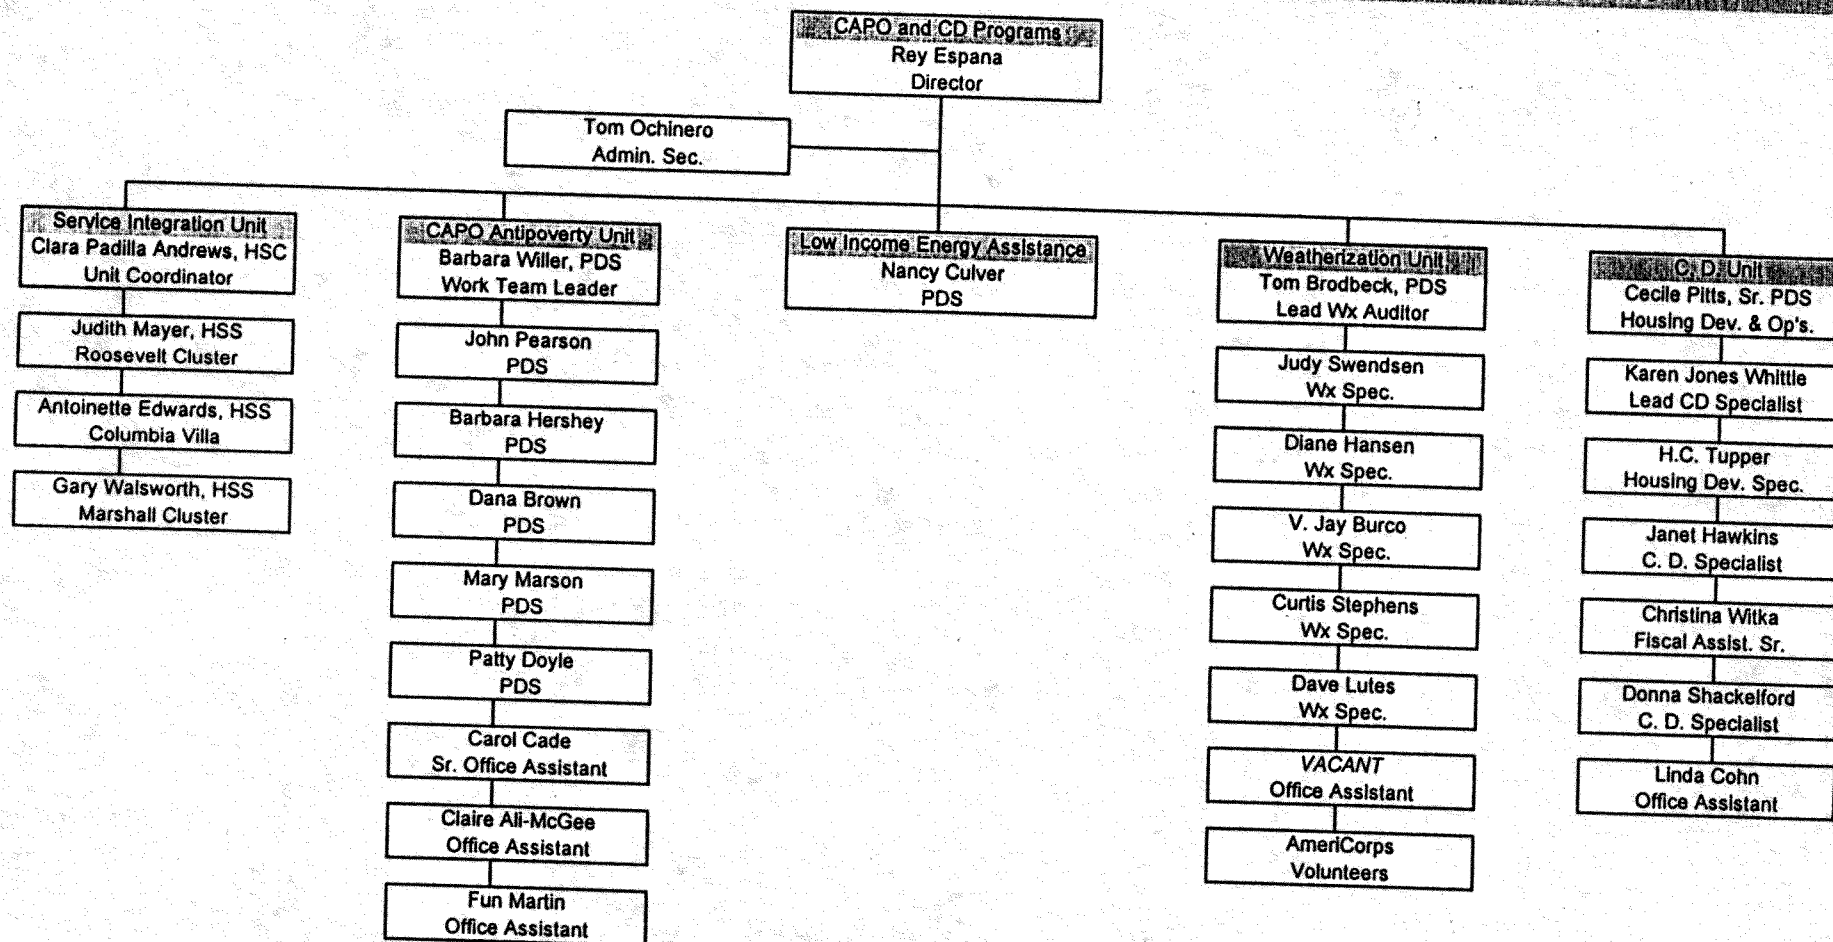 CAPO and CD Programs
Rey Espana
Director
Tom Ochinero
Admin. Sec.
Service Integration Unit
Clara Padilla Andrews, HSC
Unit Coordinator
Judith Mayer, HSS
Roosevelt Cluster
Antoinette Edwards, HSS
Columbia Villa
Gary Walsworth, HSS
Marshall Cluster
CAPO Antipoverty Unit
Barbara Willer, PDS
Work Team Leader
John Pearson
PDS
Barbara Hershey
PDS
Dana Brown
PDS
Mary Marson
PDS
Patty Doyle
PDS
Carol Cade
Sr. Office Assistant
Claire Ali-McGee
Office Assistant
Fun Martin
Office Assistant
Low Income Energy Assistance
Nancy Culver
PDS
Weatherization Unit
Tom Brodbeck, PDS
Lead Wx Auditor
Judy Swendsen
Wx Spec.
Diane Hansen
Wx Spec.
V. Jay Burco
Wx Spec.
Curtis Stephens
Wx Spec.
Dave Lutes
Wx Spec.
VACANT
Office Assistant
AmeriCorps
Volunteers
C. D. Unit
Cecile Pitts, Sr. PDS
Housing Dev. & Op's.
Karen Jones Whittle
Lead CD Specialist
H.C. Tupper
Housing Dev. Spec.
Janet Hawkins
C. D. Specialist
Christina Witka
Fiscal Assist. Sr.
Donna Shackelford
C. D. Specialist
Linda Cohn
Office Assistant